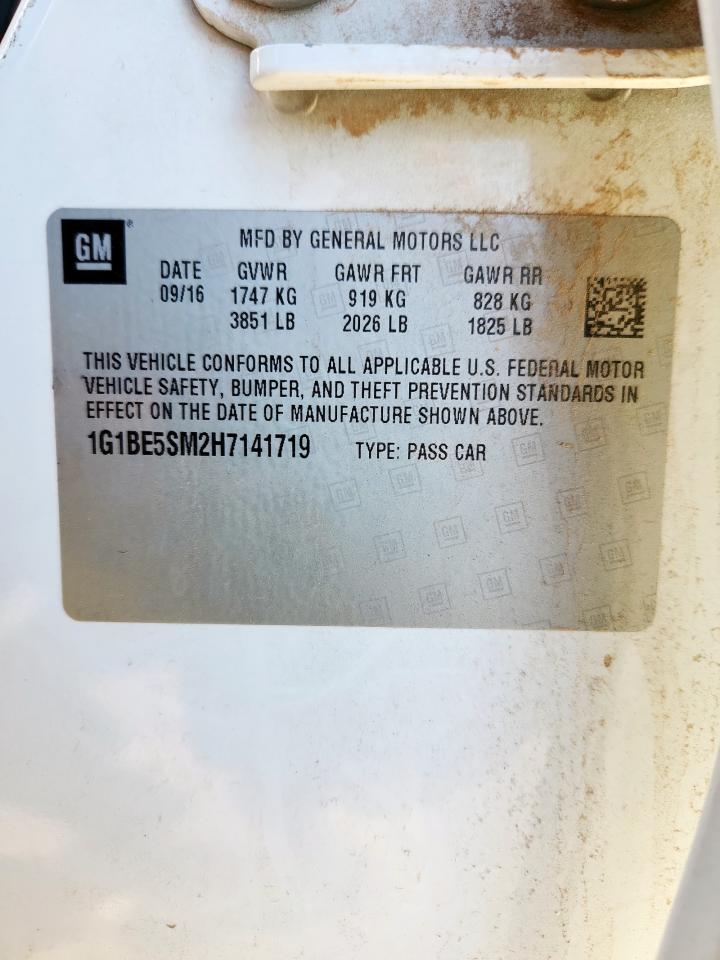 GM
MFD BY GENERAL MOTORS LLC
DATE GVWR GAWR FRT GAWR RR
09/16 1747 KG 919 KG 828 KG
3851 LB 2026 LB 1825 LB
THIS VEHICLE CONFORMS TO ALL APPLICABLE U.S. FEDERAL MOTOR
VEHICLE SAFETY, BUMPER, AND THEFT PREVENTION STANDARDS IN
EFFECT ON THE DATE OF MANUFACTURE SHOWN ABOVE.
1G1BE5SM2H7141719 TYPE: PASS CAR